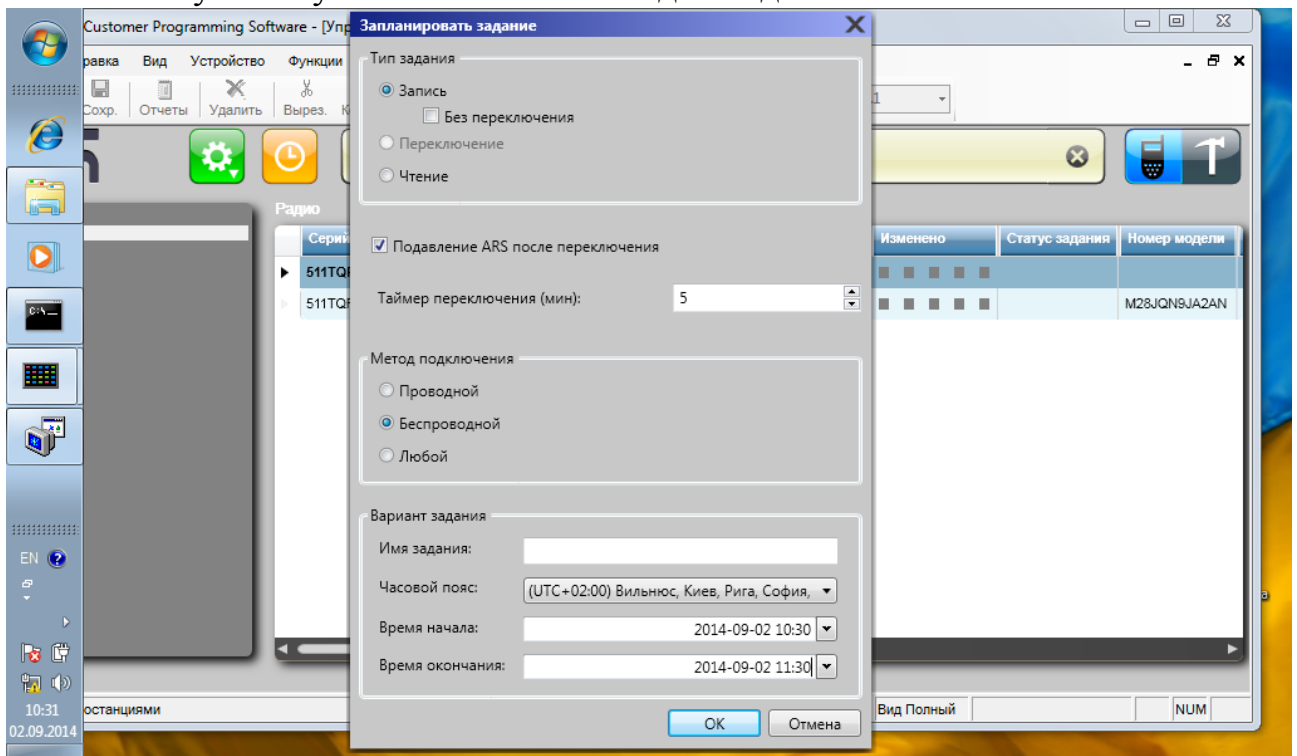 Customer Programming Software - [Упр
равка Вид Устройство Функции
Сохр. Отчеты Удалить Вырез. К
Радио
Серий
Изменено Статус задания Номер модели
511TQF
511TQF
M28JQN9JA2AN
Запланировать задание
Тип задания
Запись
Без переключения
Переключение
Чтение
Подавление ARS после переключения
Таймер переключения (мин): 5
Метод подключения
Проводной
Беспроводной
Любой
Вариант задания
Имя задания:
Часовой пояс: (UTC+02:00) Вильнюс, Киев, Рига, София,
Время начала: 2014-09-02 10:30
Время окончания: 2014-09-02 11:30
OK Отмена
останциями
Вид Полный
NUM
C:\
EN
10:31
02.09.2014